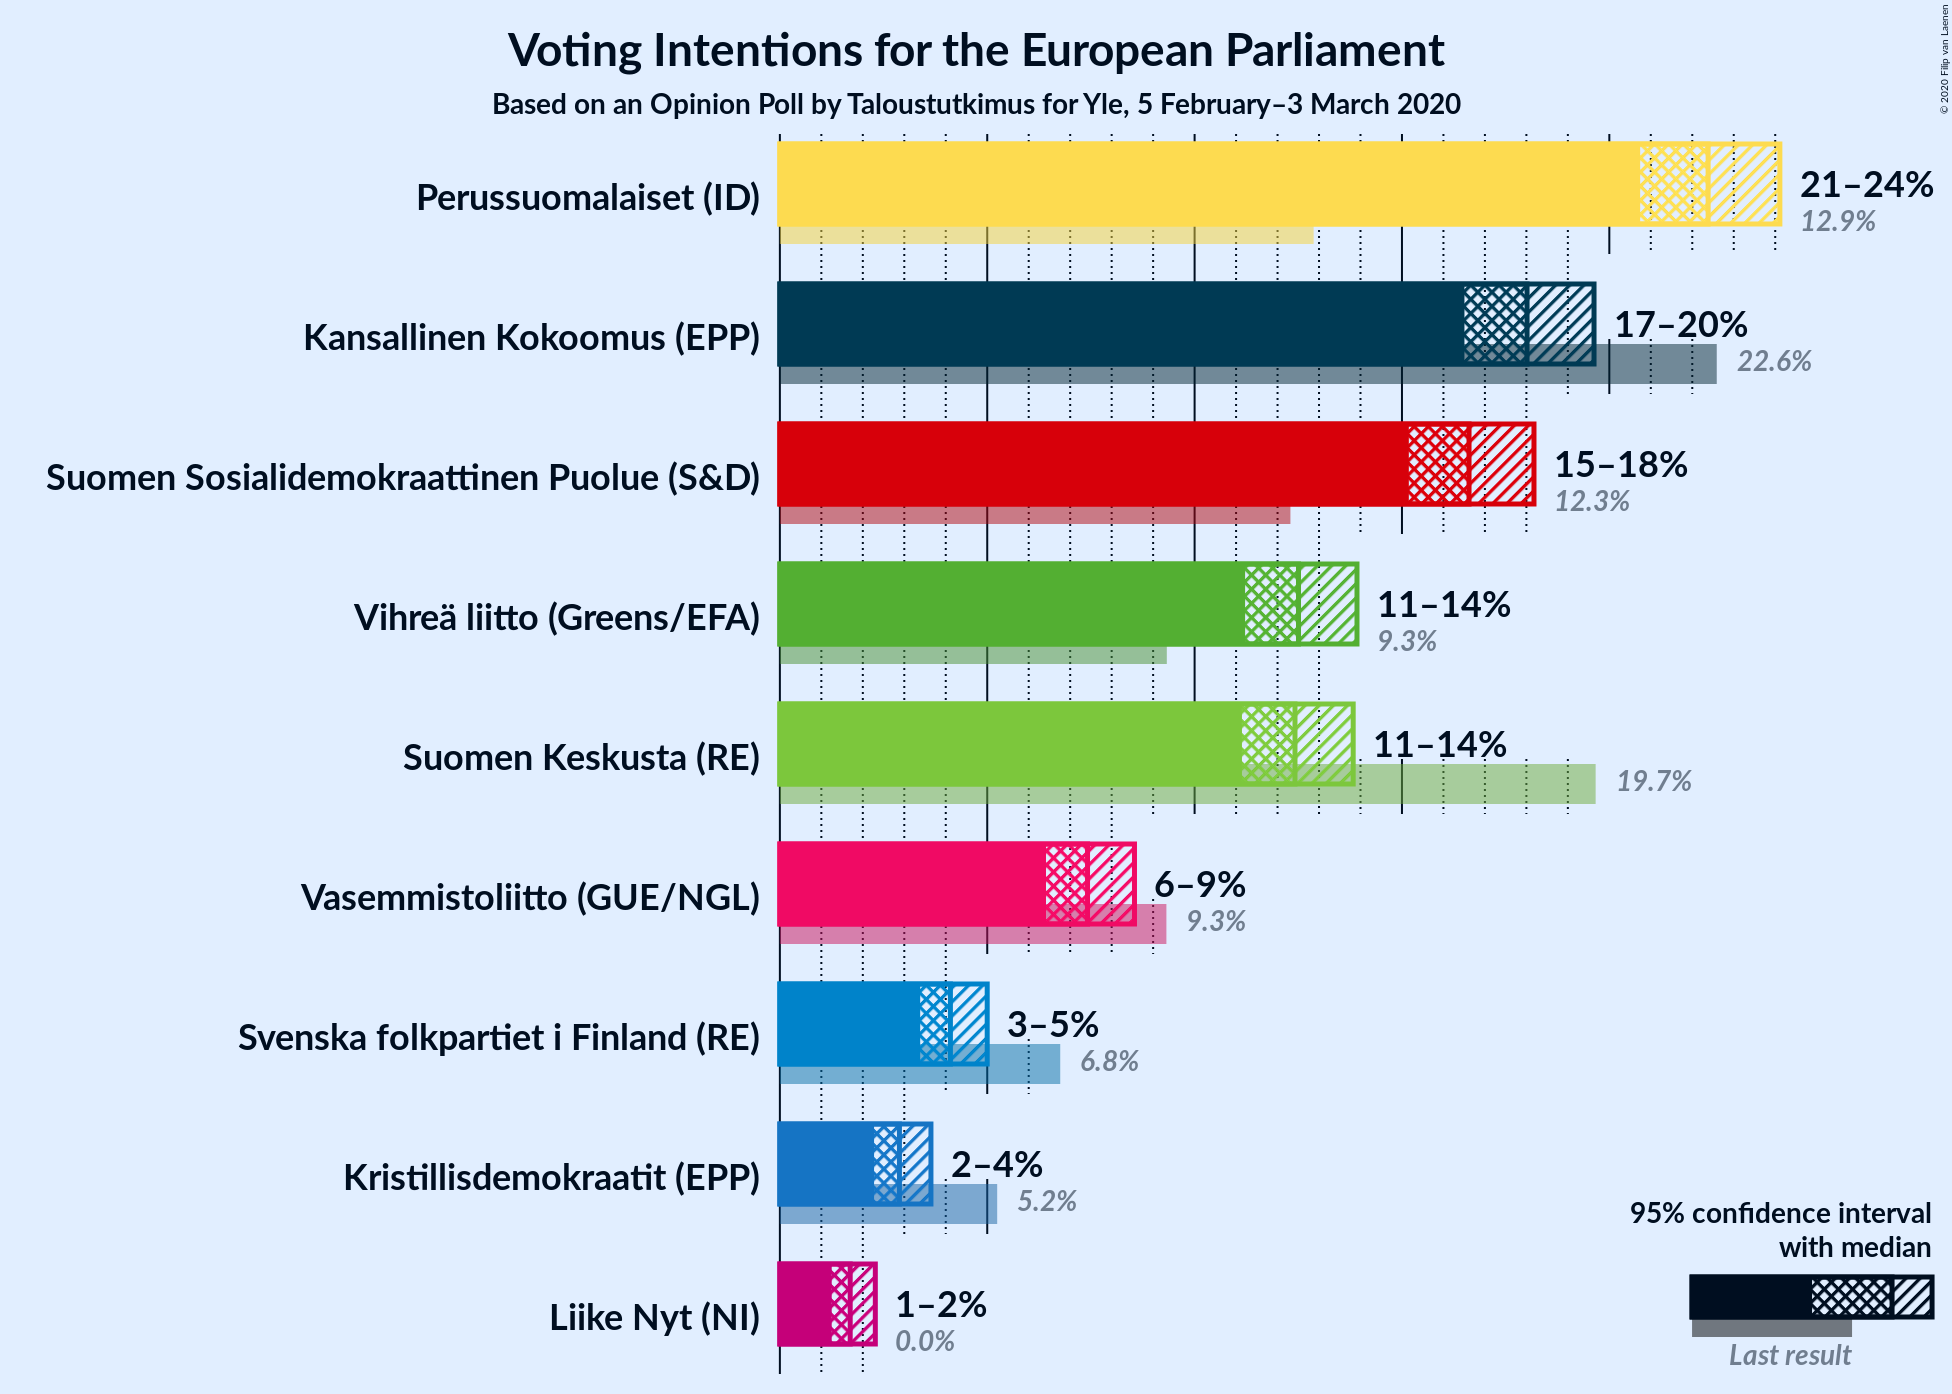 Voting Intentions for the European Parliament
Based on an Opinion Poll by Taloustutkimus for Yle, 5 February–3 March 2020
© 2020 Filip van Laenen
Perussuomalaiset (ID)
21–24%
12.9%
Kansallinen Kokoomus (EPP)
17–20%
22.6%
Suomen Sosialidemokraattinen Puolue (S&D)
15–18%
12.3%
Vihreä liitto (Greens/EFA)
11–14%
9.3%
Suomen Keskusta (RE)
11–14%
19.7%
Vasemmistoliitto (GUE/NGL)
6–9%
9.3%
Svenska folkpartiet i Finland (RE)
3–5%
6.8%
Kristillisdemokraatit (EPP)
2–4%
5.2%
Liike Nyt (NI)
1–2%
0.0%
95% confidence interval
with median
Last result